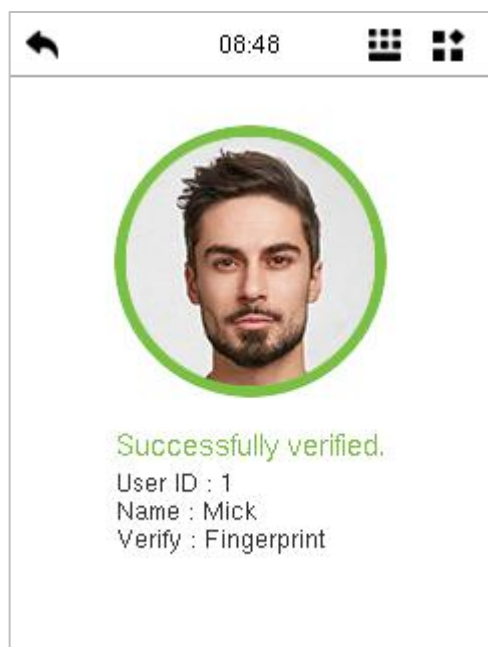 08:48
Successfully verified.
User ID : 1
Name : Mick
Verify : Fingerprint